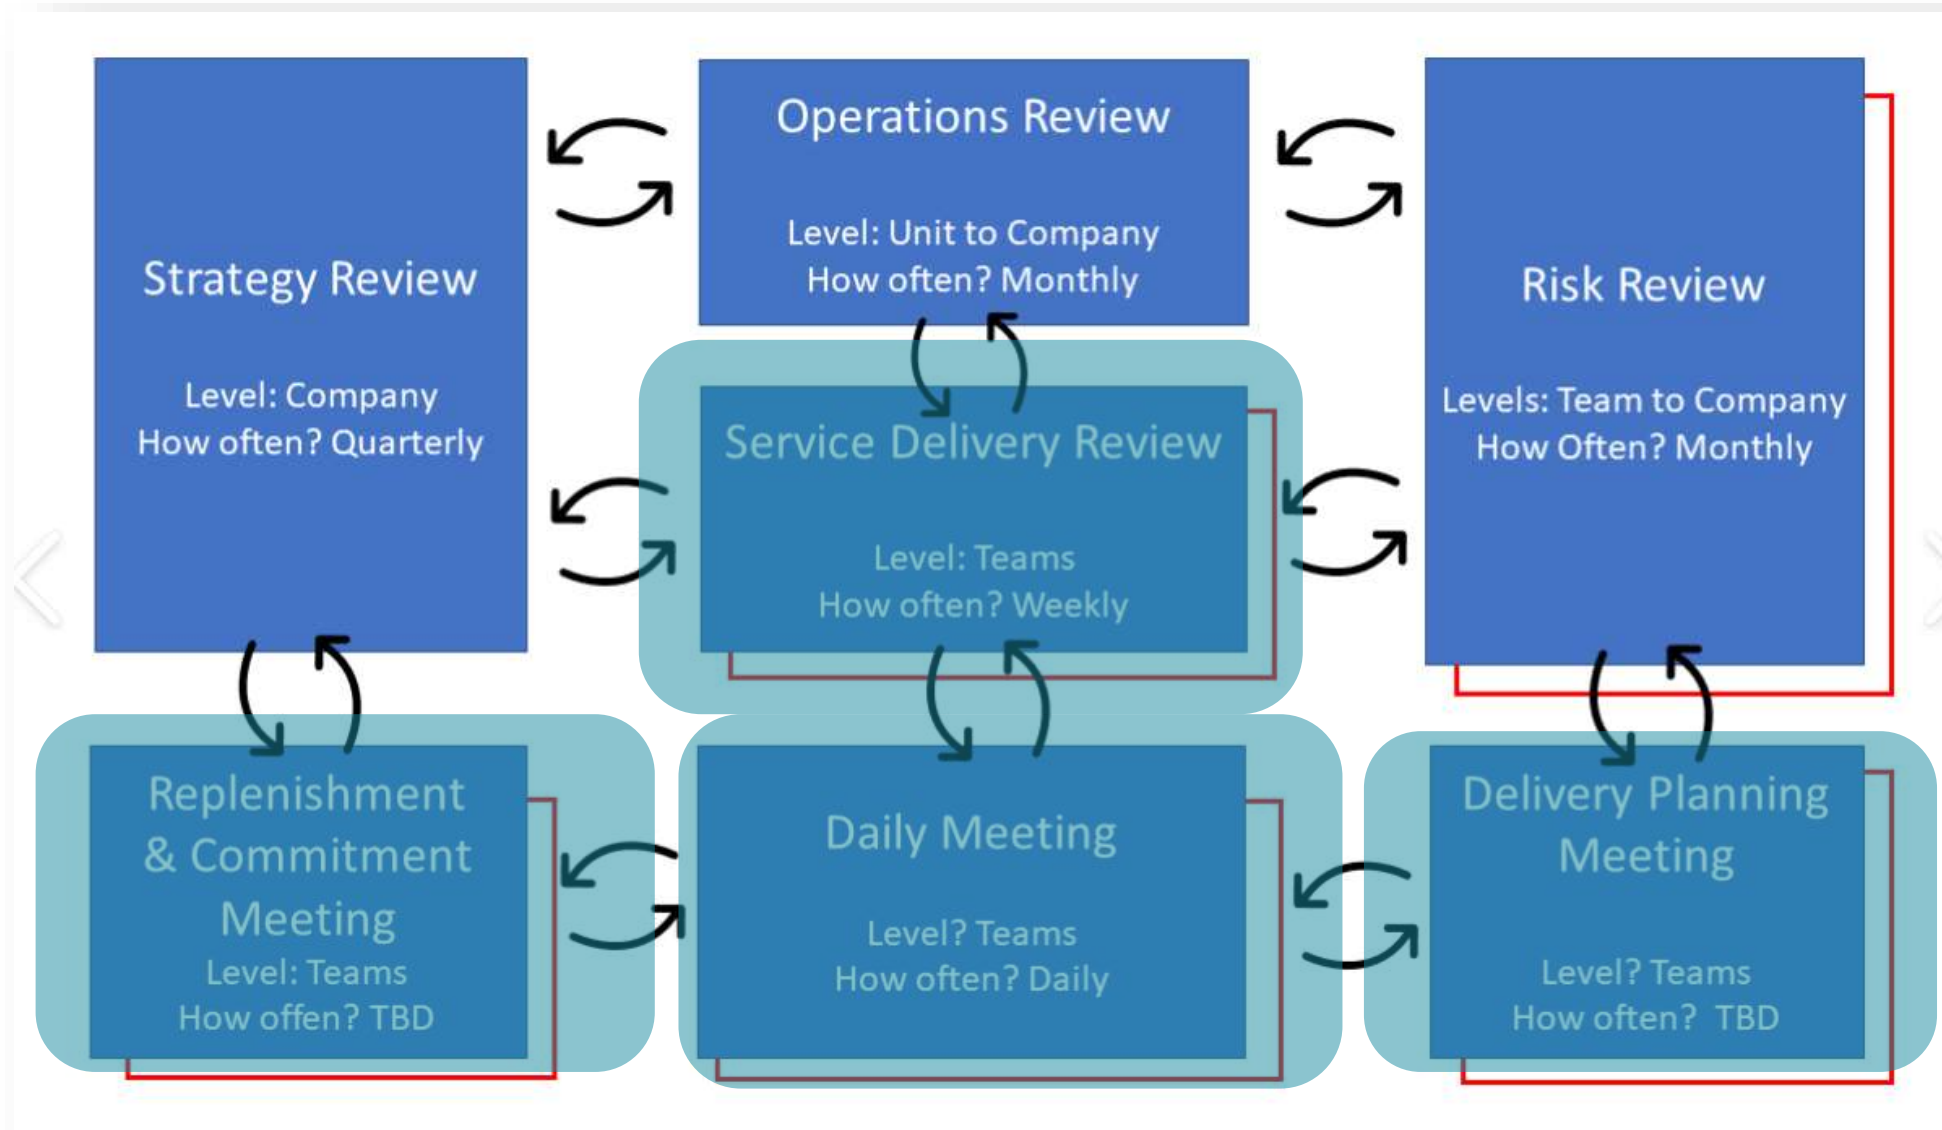 Operations Review
Level: Unit to Company
How often? Monthly
Strategy Review
Level: Company
How often? Quarterly
Risk Review
Levels: Team to Company
How Often? Monthly
Service Delivery Review
Level: Teams
How often? Weekly
Replenishment
& Commitment
Meeting
Level: Teams
How offen? TBD
Daily Meeting
Level? Teams
How often? Daily
Delivery Planning
Meeting
Level? Teams
How often? TBD